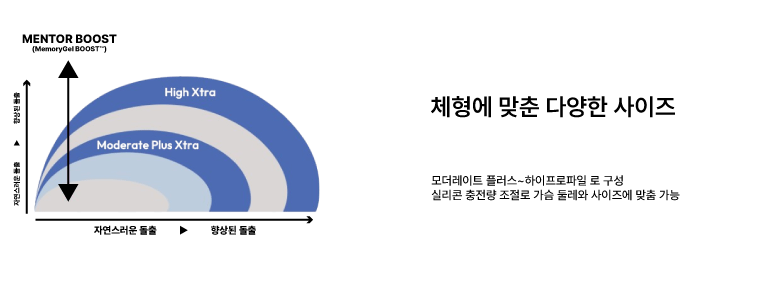 MENTOR BOOST
(MemoryGel BOOST™)
High Xtra
Moderate Plus Xtra
향상된 돌출
▶
자연스러운 돌출
자연스러운 돌출 ▶ 향상된 돌출
체형에 맞춘 다양한 사이즈
모더레이트 플러스~하이프로파일 로 구성
실리콘 충전량 조절로 가슴 둘레와 사이즈에 맞춤 가능